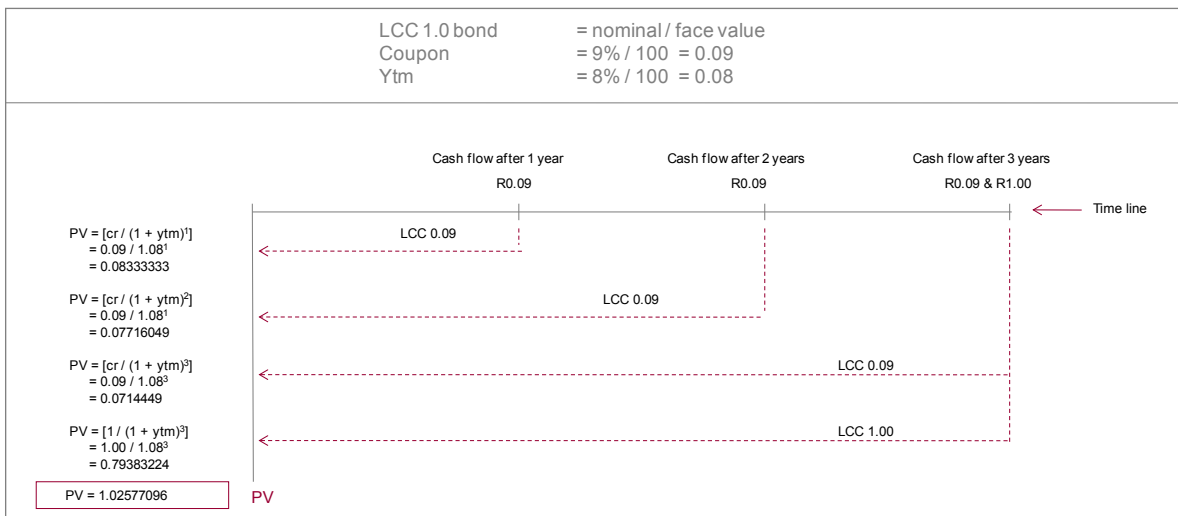 LCC 1.0 bond = nominal / face value
Coupon = 9% / 100 = 0.09
Ytm = 8% / 100 = 0.08
Cash flow after 1 year Cash flow after 2 years Cash flow after 3 years
R0.09 R0.09 R0.09 & R1.00
Time line
PV = [cr / (1 + ytm)¹] LCC 0.09
= 0.09 / 1.08¹
= 0.08333333
PV = [cr / (1 + ytm)²] LCC 0.09
= 0.09 / 1.08¹
= 0.07716049
PV = [cr / (1 + ytm)³] LCC 0.09
= 0.09 / 1.08³
= 0.0714449
PV = [1 / (1 + ytm)³] LCC 1.00
= 1.00 / 1.08³
= 0.79383224
PV = 1.02577096 PV